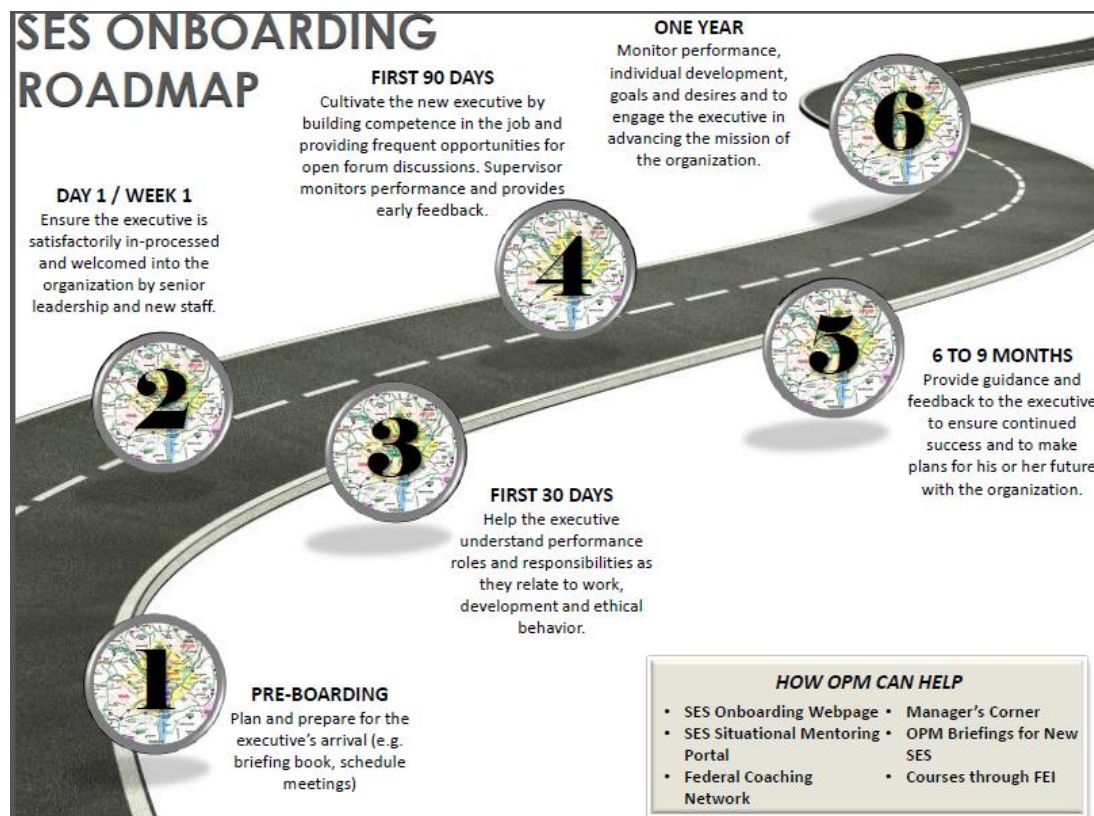 SES ONBOARDING
ROADMAP
1
PRE-BOARDING
Plan and prepare for the
executive's arrival (e.g.
briefing book, schedule
meetings)
2
DAY 1 / WEEK 1
Ensure the executive is
satisfactorily in-processed
and welcomed into the
organization by senior
leadership and new staff.
3
FIRST 30 DAYS
Help the executive
understand performance
roles and responsibilities as
they relate to work,
development and ethical
behavior.
4
FIRST 90 DAYS
Cultivate the new executive by
building competence in the job and
providing frequent opportunities for
open forum discussions. Supervisor
monitors performance and provides
early feedback.
5
6 TO 9 MONTHS
Provide guidance and
feedback to the executive
to ensure continued
success and to make
plans for his or her future
with the organization.
6
ONE YEAR
Monitor performance,
individual development,
goals and desires and to
engage the executive in
advancing the mission of
the organization.
HOW OPM CAN HELP
• SES Onboarding Webpage
• SES Situational Mentoring
Portal
• Federal Coaching
Network
• Manager's Corner
• OPM Briefings for New
SES
• Courses through FEI